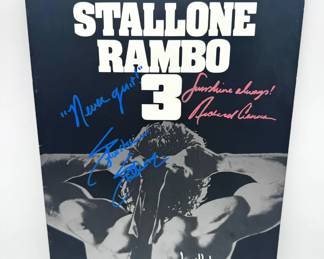 STALLONE
RAMBO
3
"Never quit"
Sunshine always!
Richard Crenna